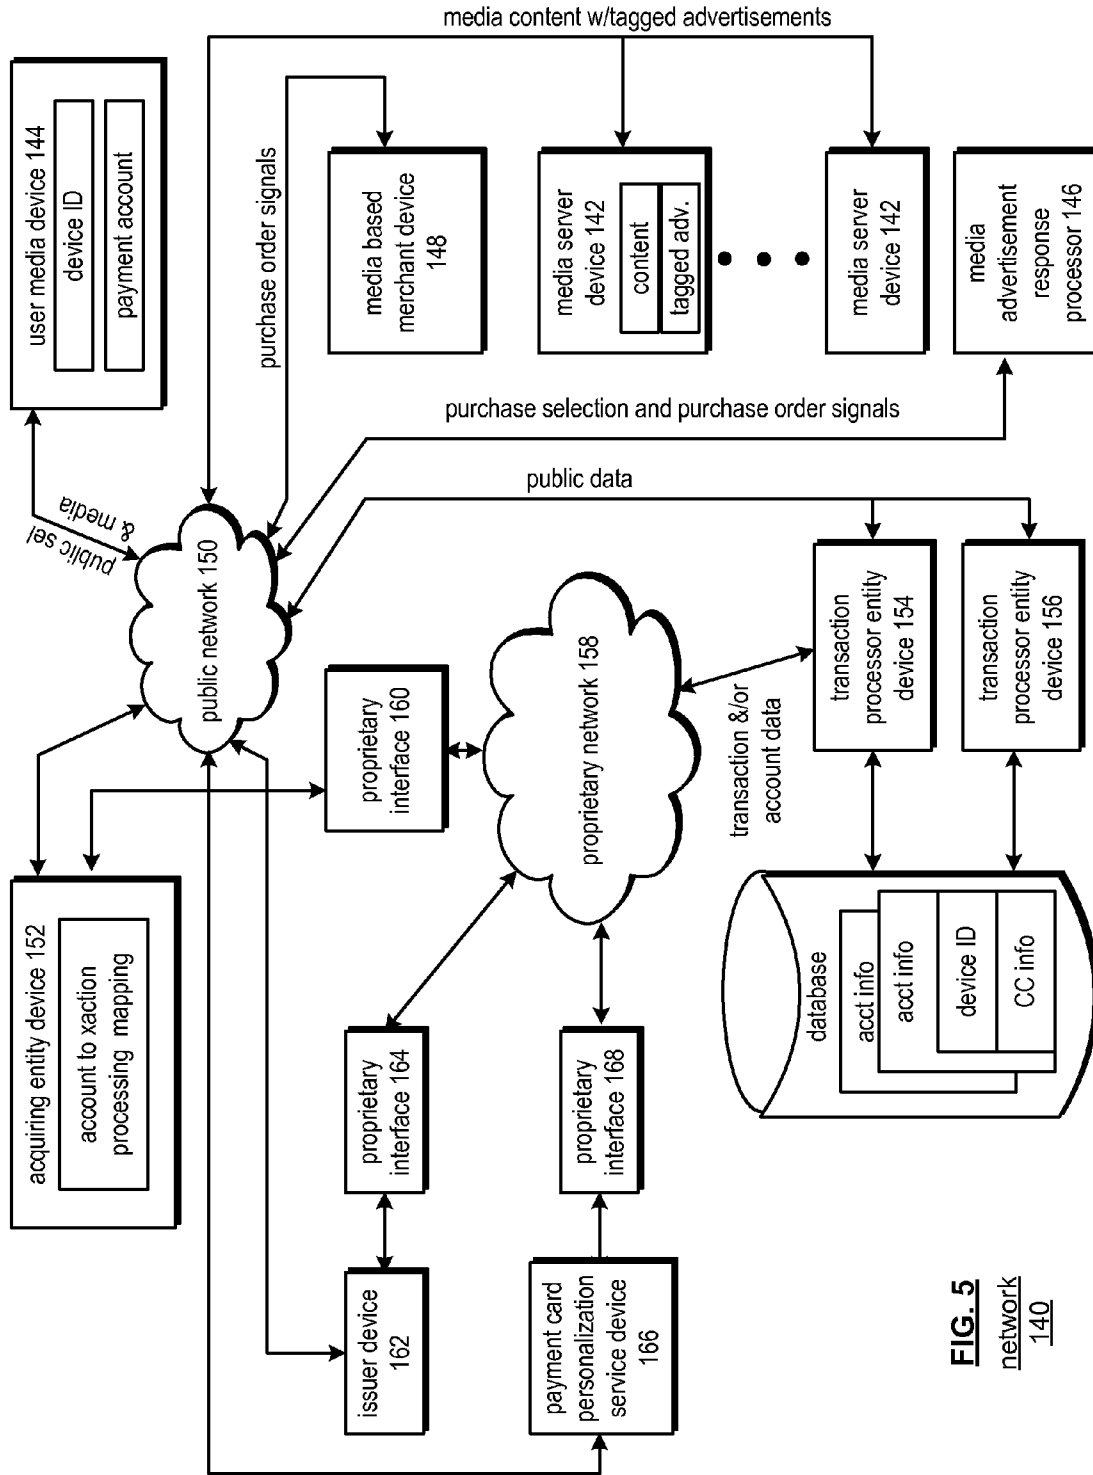 media content w/tagged advertisements
user media device 144
device ID
payment account
public sel
& media
purchase order signals
media based
merchant device
148
media server
device 142
content
tagged adv.
media server
device 142
media
advertisement
response
processor 146
purchase selection and purchase order signals
public data
public network 150
acquiring entity device 152
account to xaction
processing mapping
proprietary
interface 160
proprietary network 158
transaction &/or
account data
transaction
processor entity
device 154
transaction
processor entity
device 156
proprietary
interface 164
proprietary
interface 168
issuer device
162
payment card
personalization
service device
166
database
acct info
acct info
device ID
CC info
FIG. 5
network
140